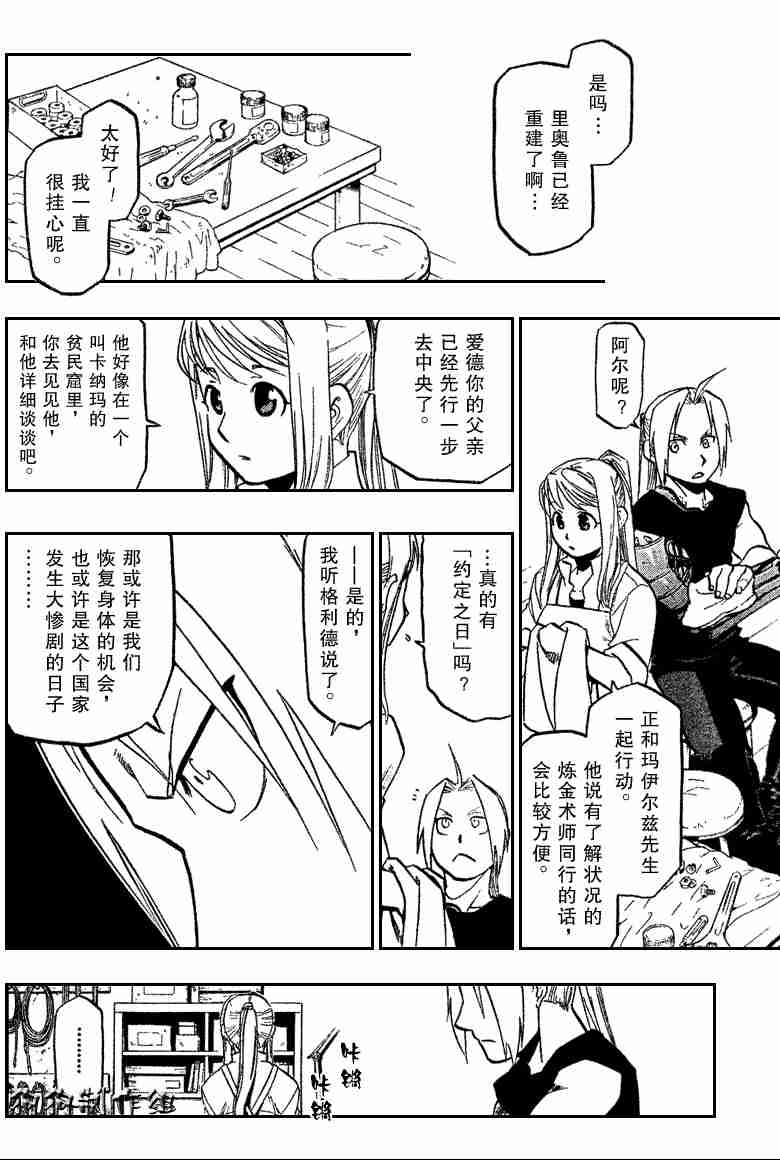 是吗…
里奥鲁已经
重建了啊…
太好了！
我一直
很挂心呢。
阿尔呢？
正和玛伊尔兹先生
一起行动。
他说有了解状况的
炼金术师同行的话，
会比较方便。
爱德你的父亲
已经先行一步
去中央了。
他好像在一个
叫卡纳玛的
贫民窟里，
你去见见他，
和他详细谈谈吧。
…真的有
「约定之日」吗？
——是的，
我听格利德说了。
那或许是我们
恢复身体的机会，
也或许是这个国家
发生大惨剧的日子
………
咔锵
咔锵
………
狗狗制作组